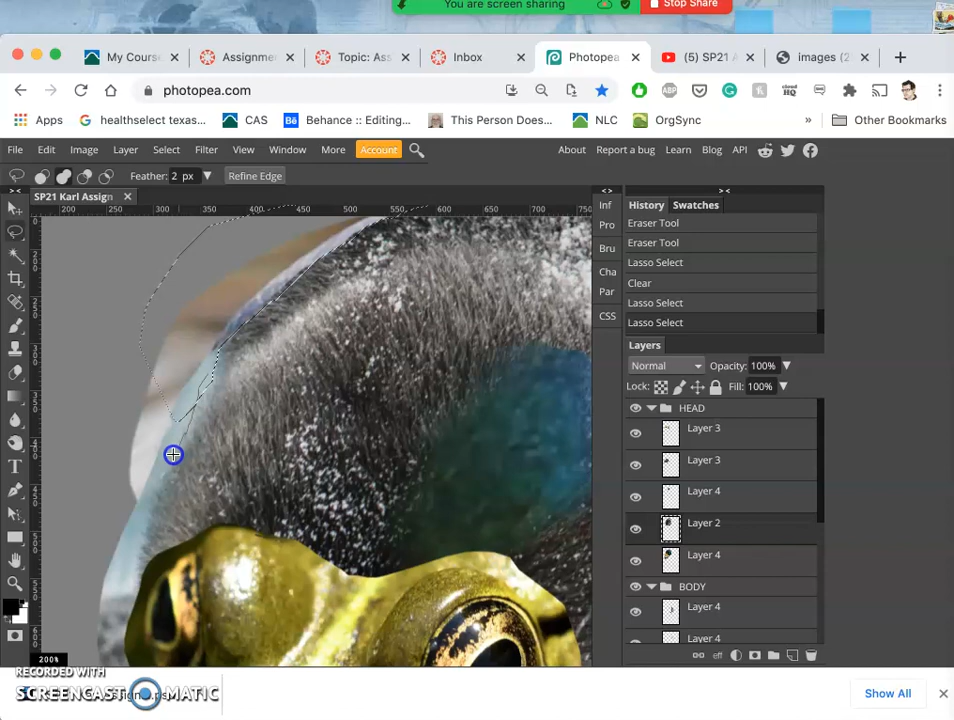 You are screen sharing
Stop Share
My Course
Assignme
Topic: Ass
Inbox
Photopea
(5) SP21 A
images (2
photopea.com
Apps
healthselect texas...
CAS
Behance :: Editing...
This Person Does...
NLC
OrgSync
»
Other Bookmarks
File Edit Image Layer Select Filter View Window More Account
About Report a bug Learn Blog API
Feather: 2 px
Refine Edge
SP21 Karl Assign
200 250 300 350 400 450 500 550 600 650 700 750
Inf
Pro
Bru
Cha
Par
CSS
History Swatches
Eraser Tool
Eraser Tool
Lasso Select
Clear
Lasso Select
Lasso Select
Layers
Normal Opacity: 100%
Lock: Fill: 100%
HEAD
Layer 3
Layer 3
Layer 4
Layer 2
Layer 4
BODY
Layer 4
Layer 4
eff
200%
RECORDED WITH
SCREENCAST MATIC
Show All